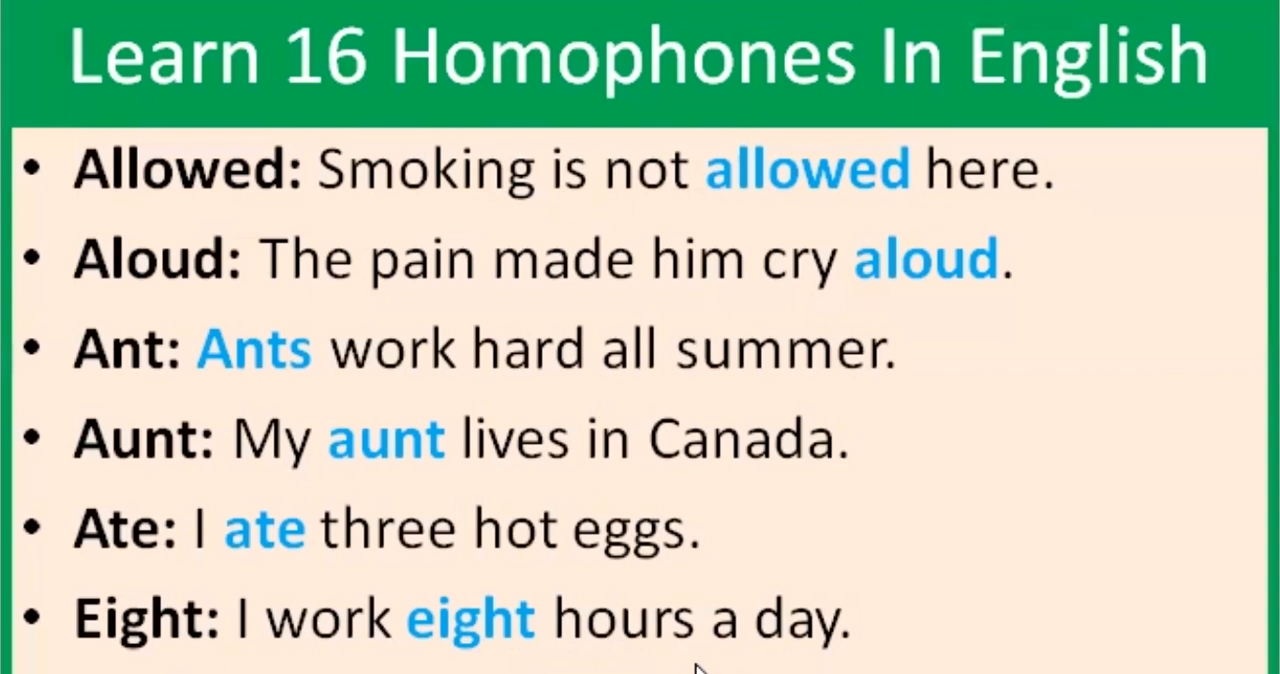 Learn 16 Homophones In English
• Allowed: Smoking is not allowed here.
• Aloud: The pain made him cry aloud.
• Ant: Ants work hard all summer.
• Aunt: My aunt lives in Canada.
• Ate: I ate three hot eggs.
• Eight: I work eight hours a day.